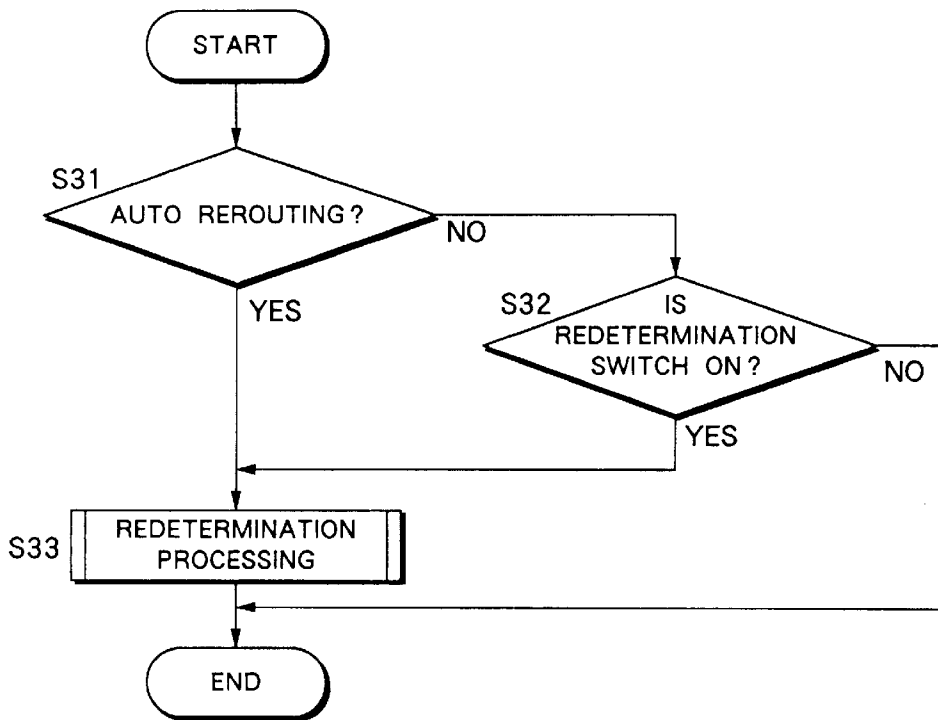 START
S31
AUTO REROUTING?
NO
YES
S32
IS
REDETERMINATION
SWITCH ON?
NO
YES
S33
REDETERMINATION
PROCESSING
END